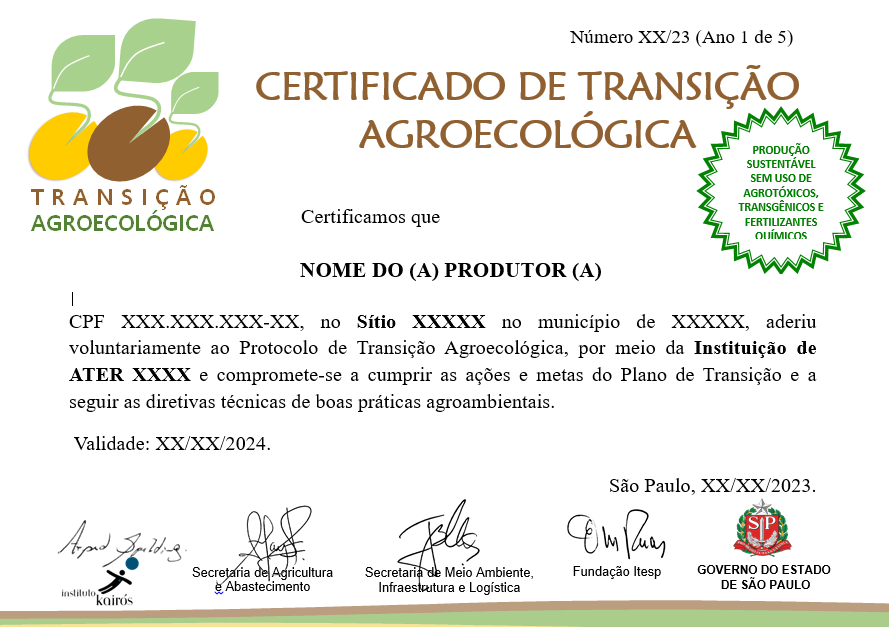 Número XX/23 (Ano 1 de 5)
CERTIFICADO DE TRANSIÇÃO
AGROECOLÓGICA
PRODUÇÃO
SUSTENTÁVEL
SEM USO DE
AGROTÓXICOS,
TRANSGÊNICOS E
FERTILIZANTES
QUÍMICOS
TRANSIÇÃO
AGROECOLÓGICA
Certificamos que
NOME DO (A) PRODUTOR (A)
CPF XXX.XXX.XXX-XX, no Sítio XXXXX no município de XXXXX, aderiu
voluntariamente ao Protocolo de Transição Agroecológica, por meio da Instituição de
ATER XXXX e compromete-se a cumprir as ações e metas do Plano de Transição e a
seguir as diretivas técnicas de boas práticas agroambientais.
Validade: XX/XX/2024.
São Paulo, XX/XX/2023.
instituto
kairós
Secretaria de Agricultura
e Abastecimento
Secretaria de Meio Ambiente,
Infraestrutura e Logística
Fundação Itesp
SP
GOVERNO DO ESTADO
DE SÃO PAULO